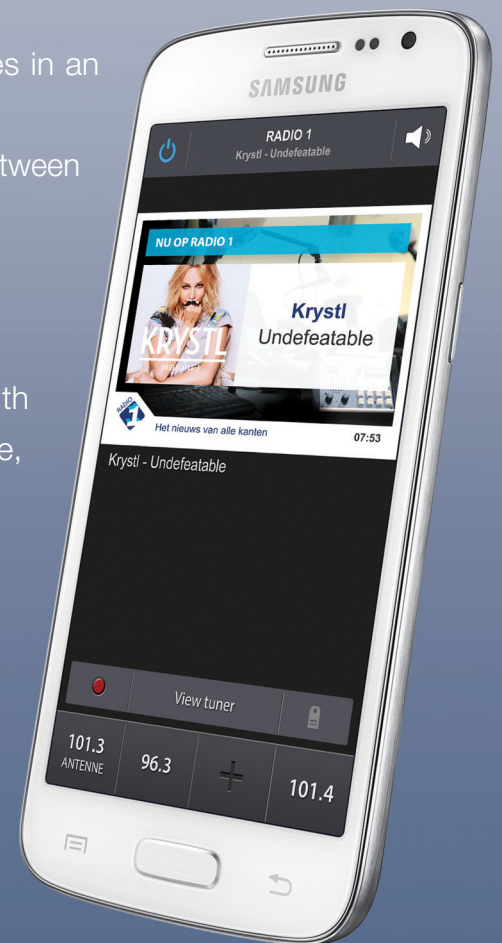 es in an
tween
th
e,
SAMSUNG
RADIO 1
Krystl - Undefeatable
NU OP RADIO 1
KRYSTL
UNDEFEATABLE
Krystl
Undefeatable
RADIO 1
Het nieuws van alle kanten
07:53
Krystl - Undefeatable
View tuner
101.3
ANTENNE
96.3
+
101.4